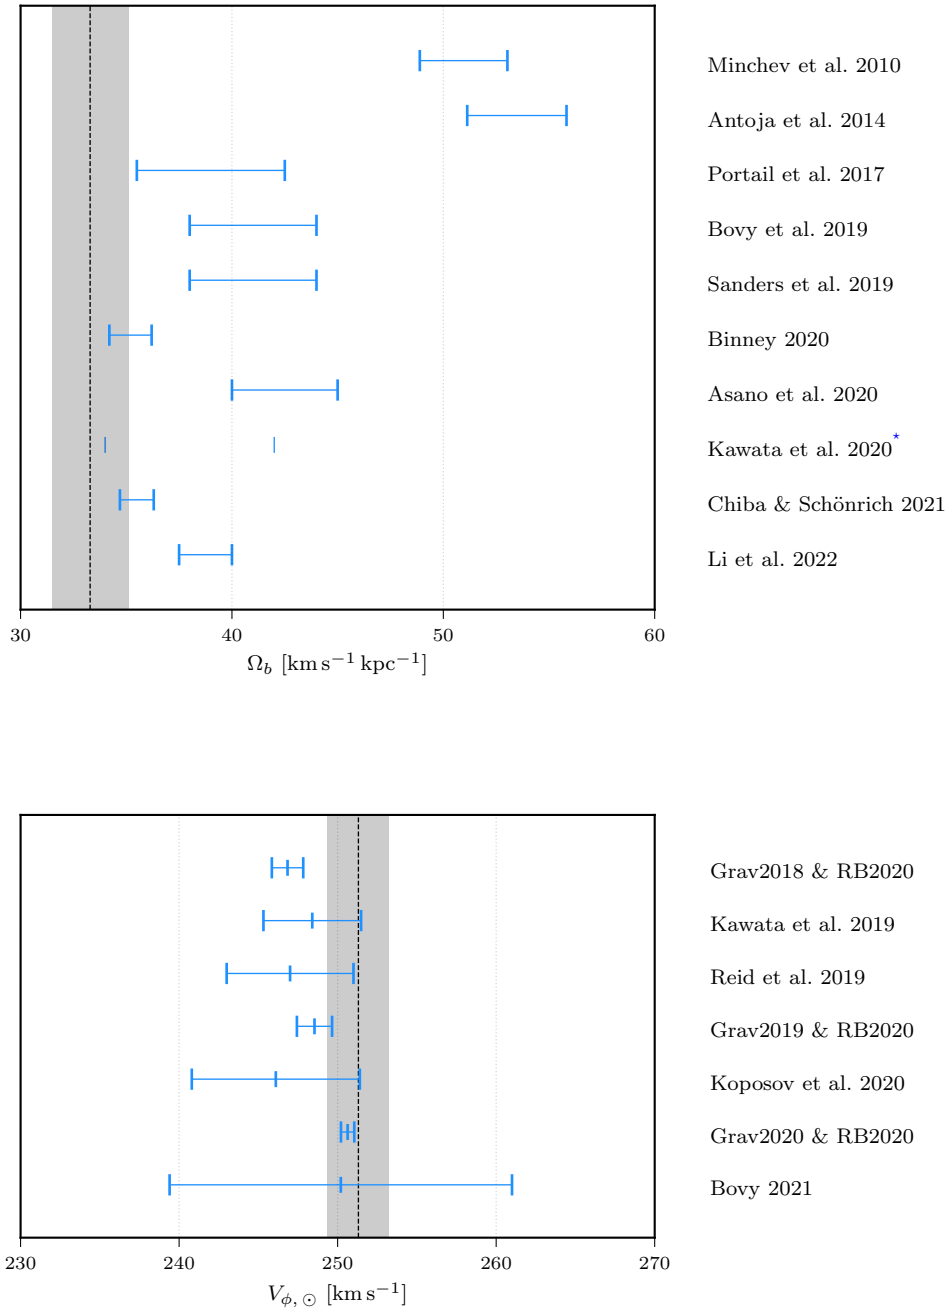 Minchev et al. 2010
Antoja et al. 2014
Portail et al. 2017
Bovy et al. 2019
Sanders et al. 2019
Binney 2020
Asano et al. 2020
Kawata et al. 2020⋆
Chiba & Schönrich 2021
Li et al. 2022
30 40 50 60
Ω_b [km s⁻¹ kpc⁻¹]
Grav2018 & RB2020
Kawata et al. 2019
Reid et al. 2019
Grav2019 & RB2020
Koposov et al. 2020
Grav2020 & RB2020
Bovy 2021
230 240 250 260 270
V_ϕ, ⊙ [km s⁻¹]